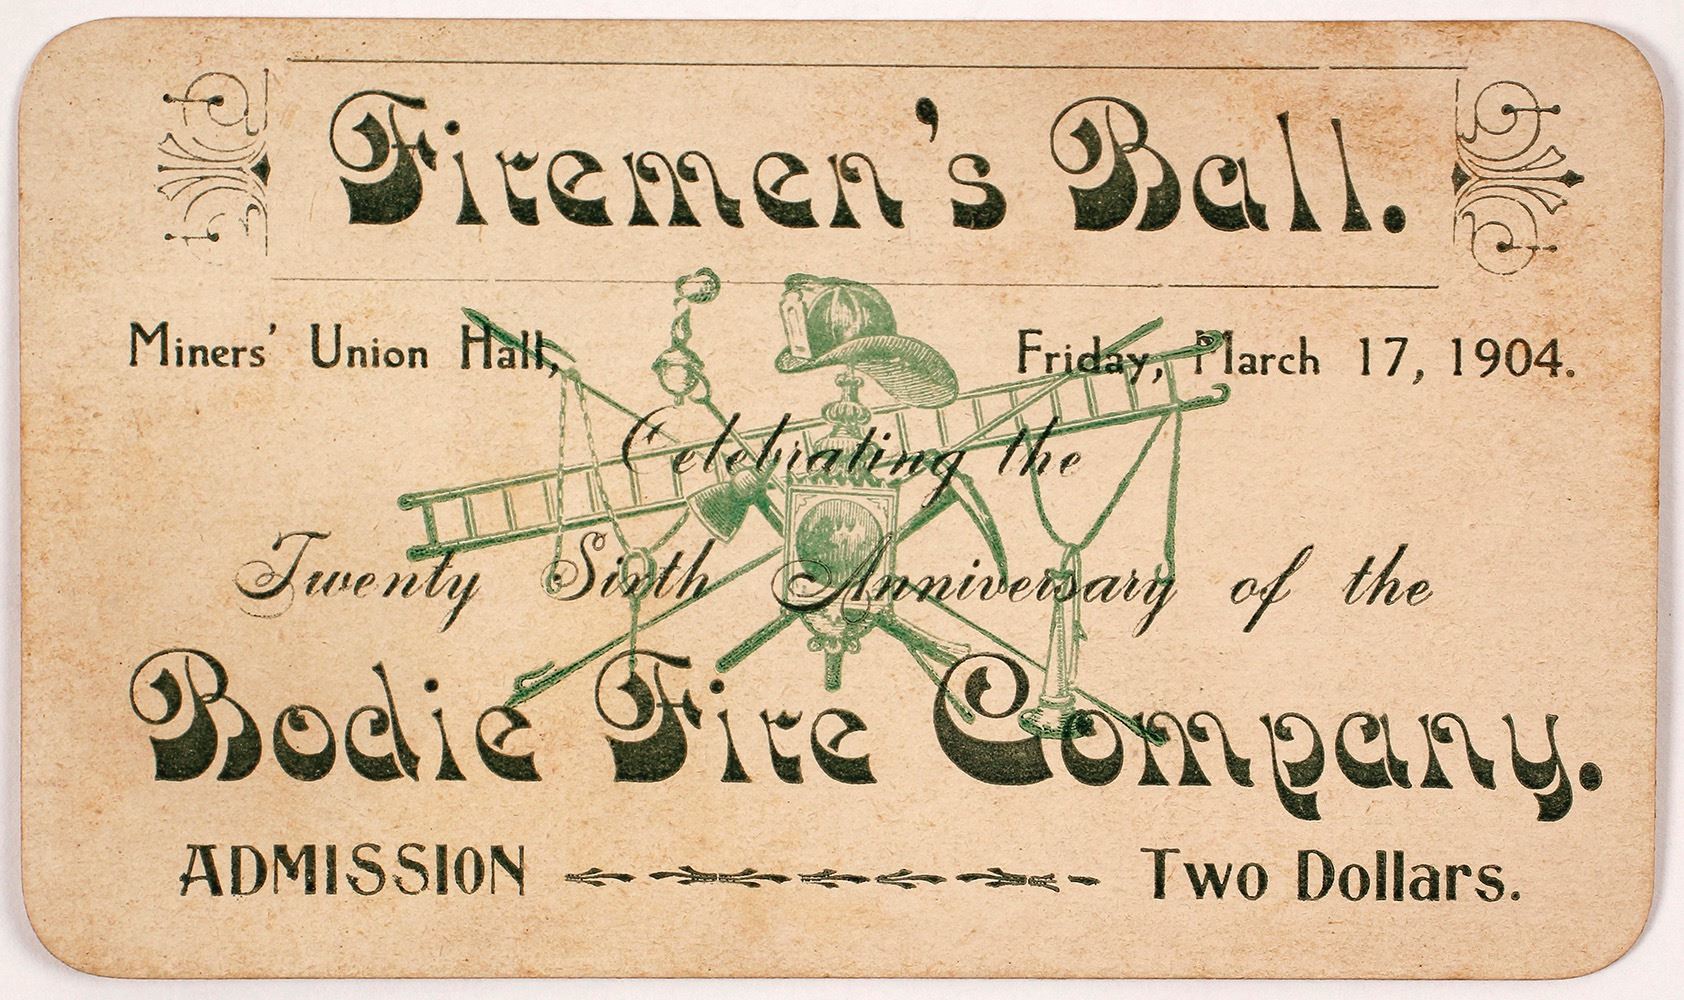 Firemen's Ball.
Miners' Union Hall, Friday, March 17, 1904.
Celebrating the
Twenty Sixth Anniversary of the
Bodie Fire Company.
ADMISSION Two Dollars.